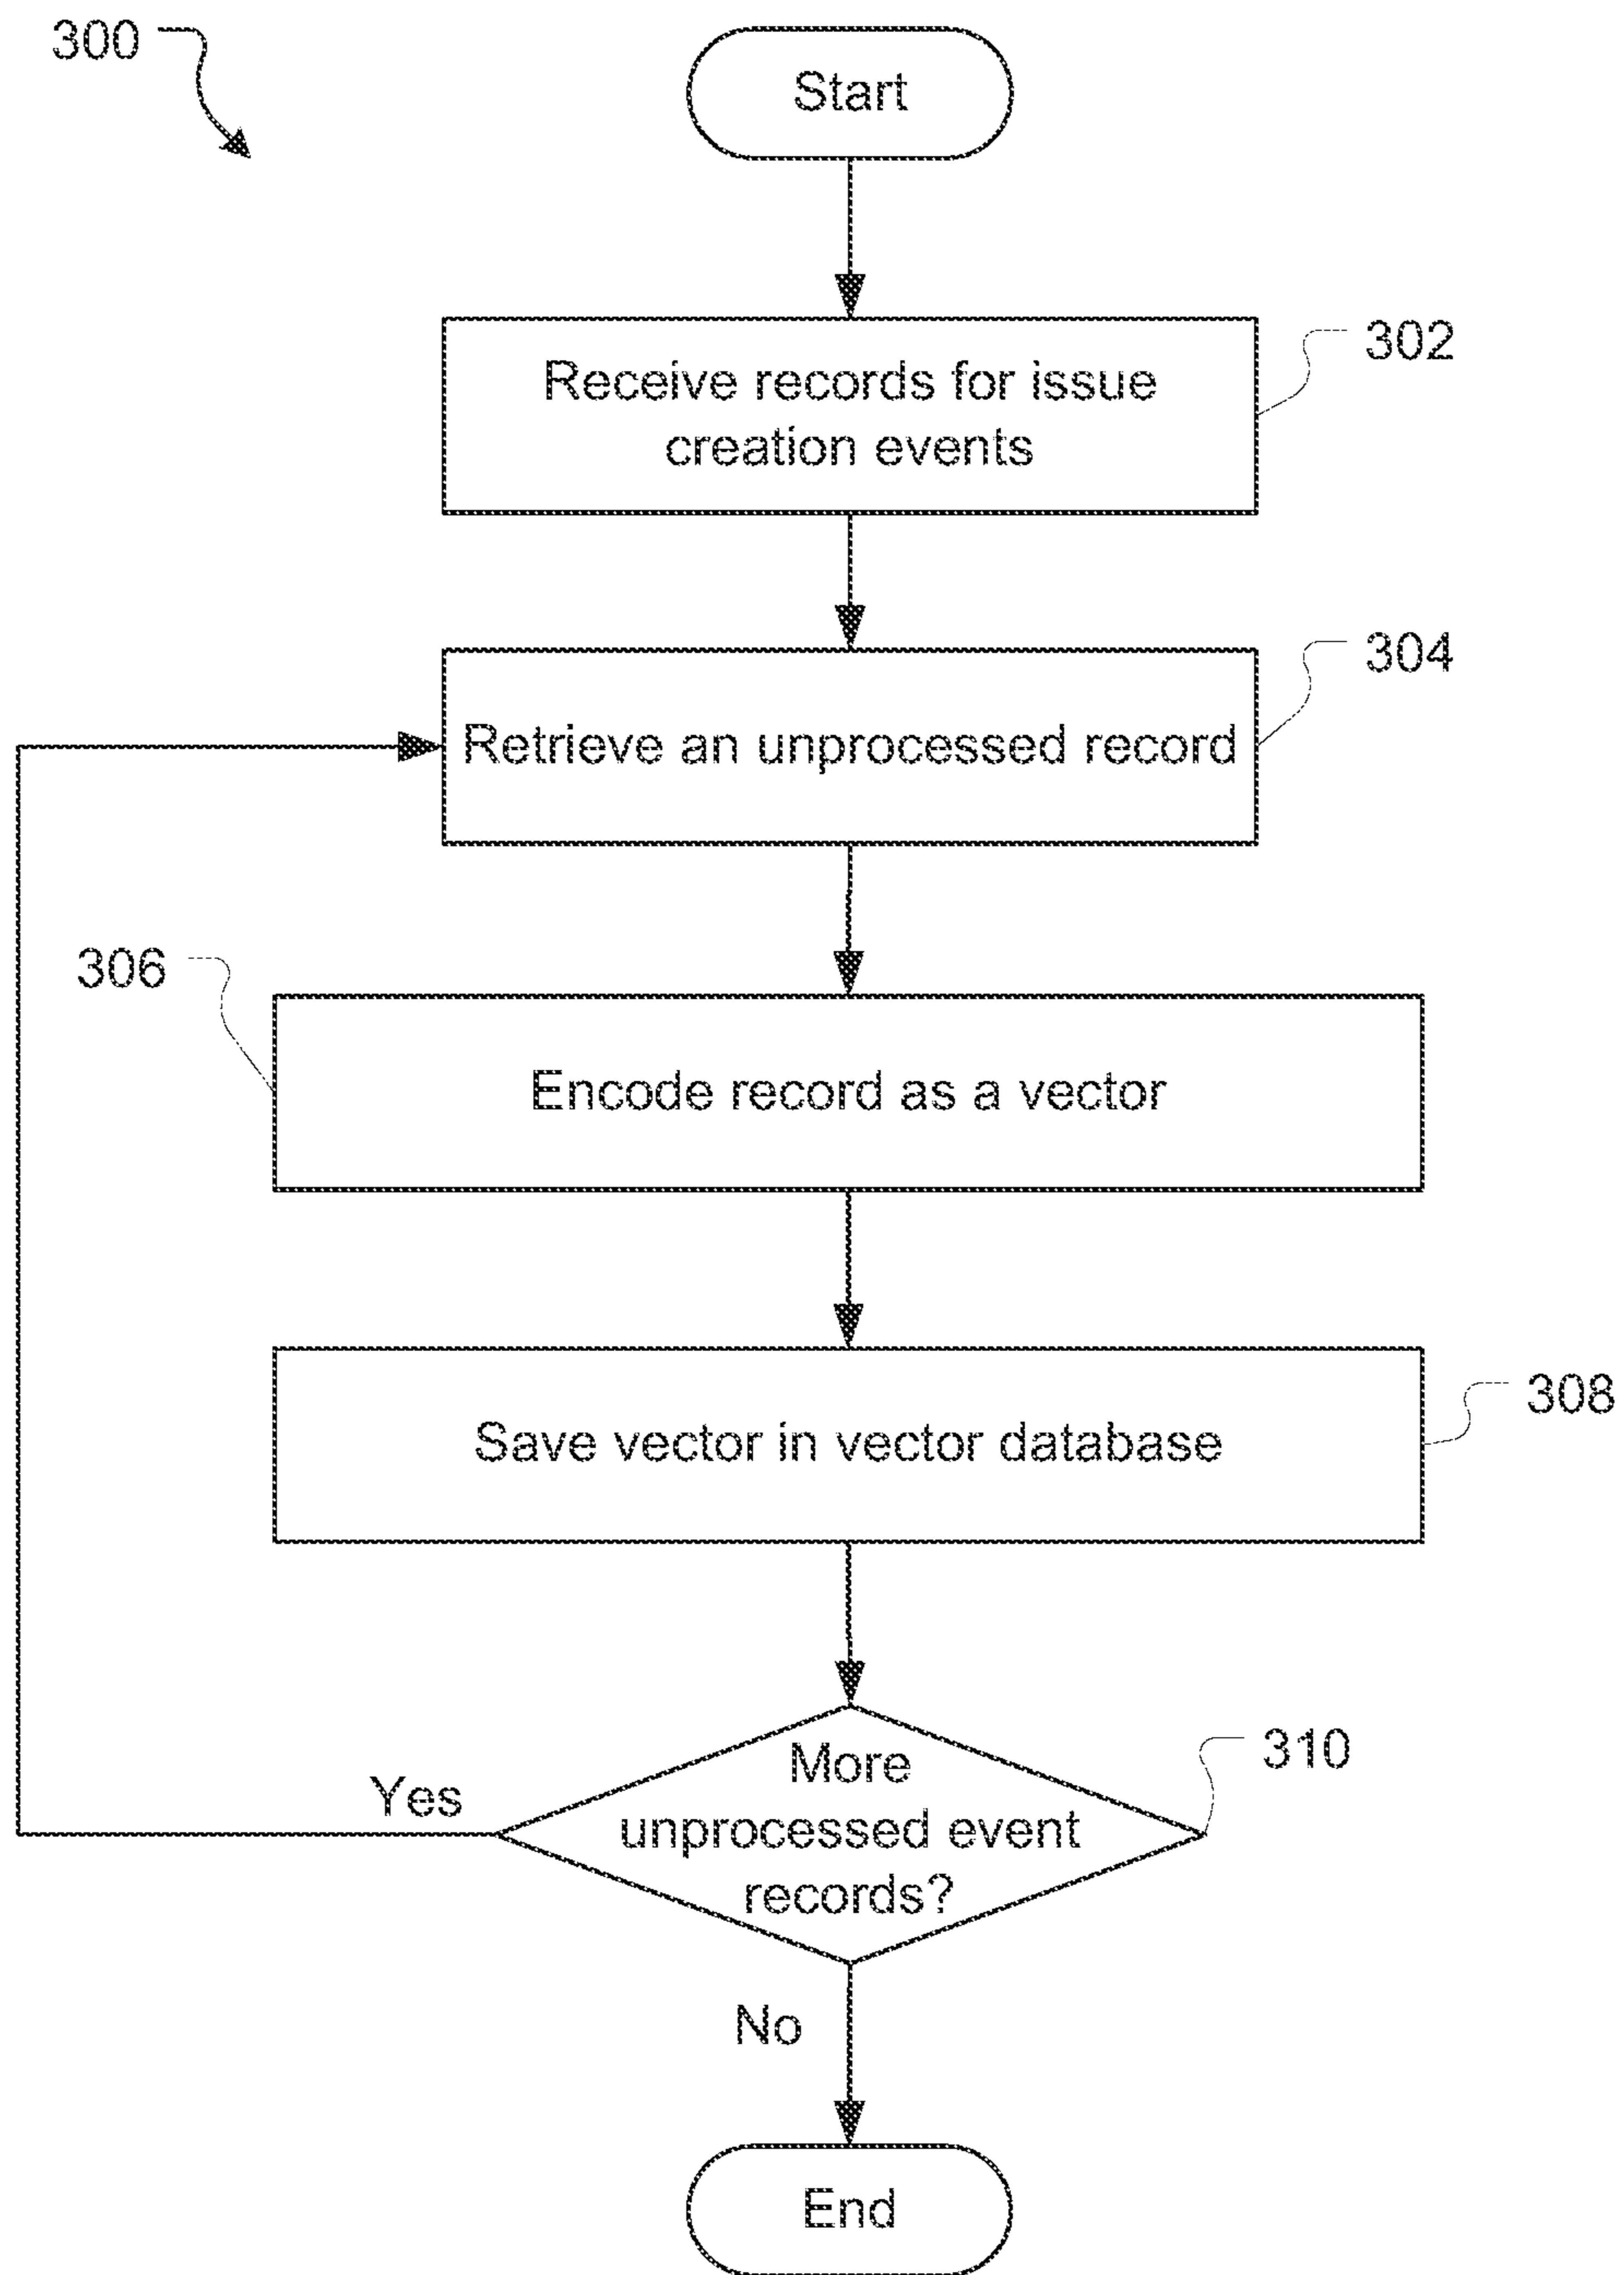 300
Start
302
Receive records for issue
creation events
304
Retrieve an unprocessed record
306
Encode record as a vector
308
Save vector in vector database
310
More
unprocessed event
records?
Yes
No
End